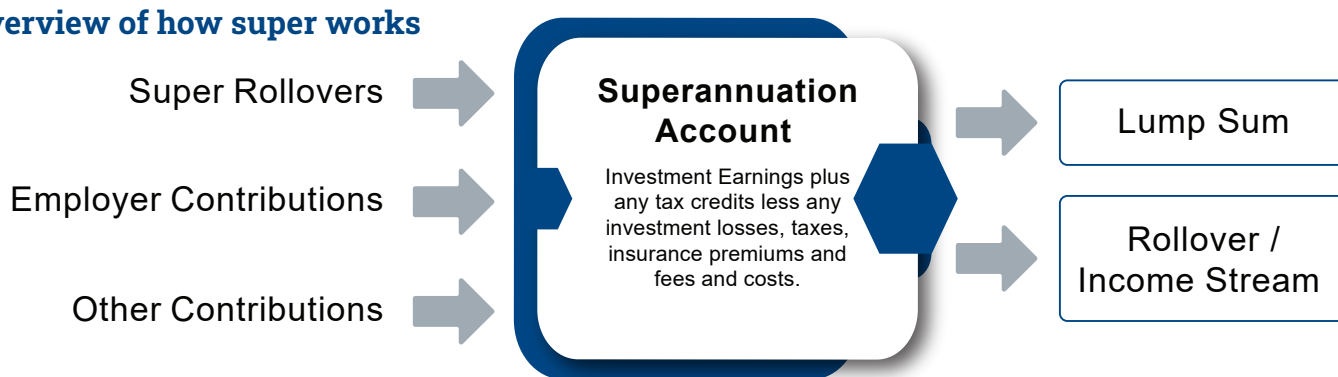 verview of how super works
Super Rollovers
Employer Contributions
Other Contributions
Superannuation
Account
Investment Earnings plus
any tax credits less any
investment losses, taxes,
insurance premiums and
fees and costs.
Lump Sum
Rollover /
Income Stream